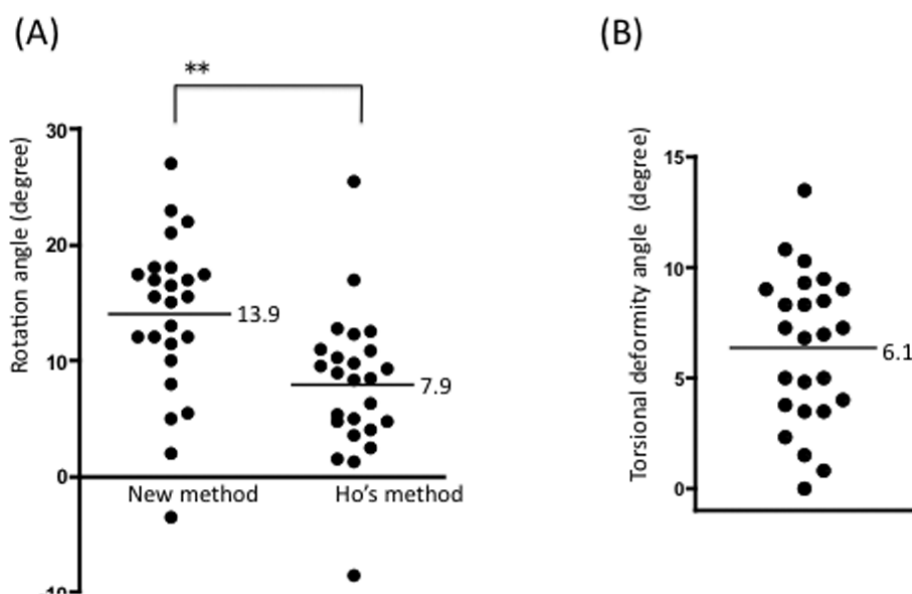 (A)
**
Rotation angle (degree)
30
20
13.9
10
7.9
0
New method
Ho's method
(B)
Torsional deformity angle (degree)
15
10
6.1
5
0